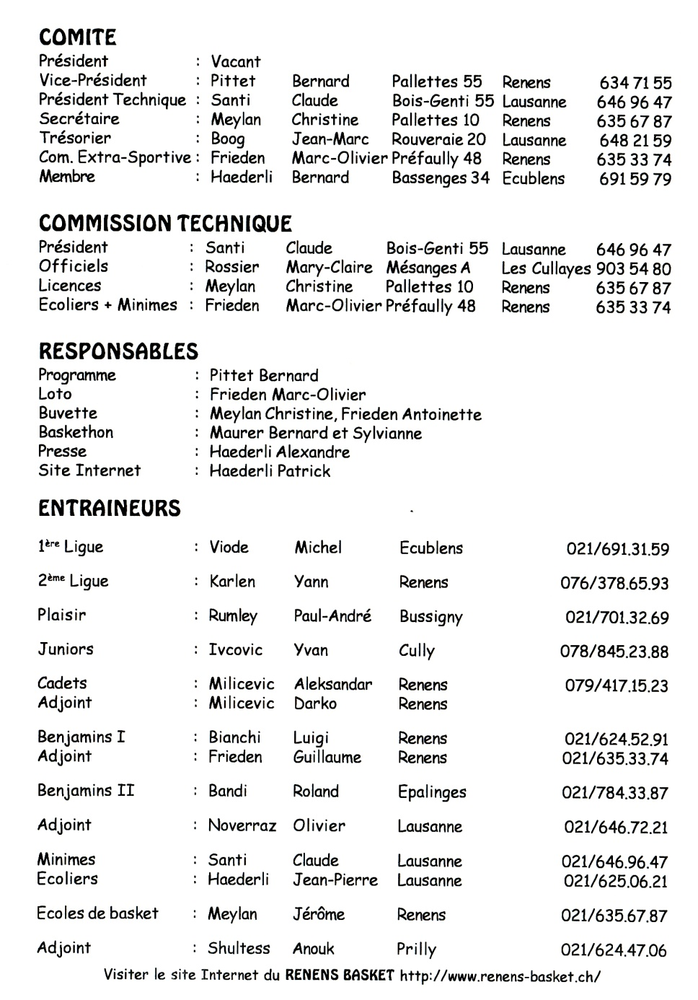 COMITE
Président : Vacant
Vice-Président : Pittet Bernard Pallettes 55 Renens 634 71 55
Président Technique : Santi Claude Bois-Genti 55 Lausanne 646 96 47
Secrétaire : Meylan Christine Pallettes 10 Renens 635 67 87
Trésorier : Boog Jean-Marc Rouveraie 20 Lausanne 648 21 59
Com. Extra-Sportive : Frieden Marc-Olivier Préfaully 48 Renens 635 33 74
Membre : Haederli Bernard Bassenges 34 Ecublens 691 59 79
COMMISSION TECHNIQUE
Président : Santi Claude Bois-Genti 55 Lausanne 646 96 47
Officiels : Rossier Mary-Claire Mésanges A Les Cullayes 903 54 80
Licences : Meylan Christine Pallettes 10 Renens 635 67 87
Ecoliers + Minimes : Frieden Marc-Olivier Préfaully 48 Renens 635 33 74
RESPONSABLES
Programme : Pittet Bernard
Loto : Frieden Marc-Olivier
Buvette : Meylan Christine, Frieden Antoinette
Baskethon : Maurer Bernard et Sylvianne
Presse : Haederli Alexandre
Site Internet : Haederli Patrick
ENTRAINEURS
1ère Ligue : Viode Michel Ecublens 021/691.31.59
2ème Ligue : Karlen Yann Renens 076/378.65.93
Plaisir : Rumley Paul-André Bussigny 021/701.32.69
Juniors : Ivcovic Yvan Cully 078/845.23.88
Cadets : Milicevic Aleksandar Renens 079/417.15.23
Adjoint : Milicevic Darko Renens
Benjamins I : Bianchi Luigi Renens 021/624.52.91
Adjoint : Frieden Guillaume Renens 021/635.33.74
Benjamins II : Bandi Roland Epalinges 021/784.33.87
Adjoint : Noverraz Olivier Lausanne 021/646.72.21
Minimes : Santi Claude Lausanne 021/646.96.47
Ecoliers : Haederli Jean-Pierre Lausanne 021/625.06.21
Ecoles de basket : Meylan Jérôme Renens 021/635.67.87
Adjoint : Shultess Anouk Prilly 021/624.47.06
Visiter le site Internet du RENENS BASKET http://www.renens-basket.ch/